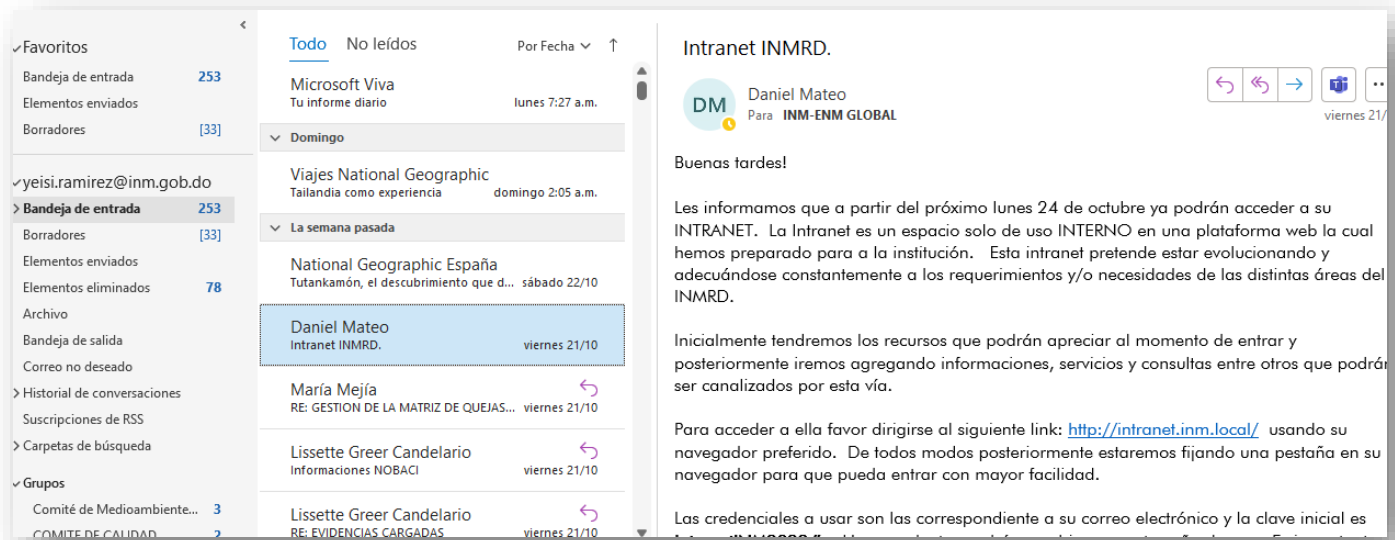 Favoritos
Bandeja de entrada 253
Elementos enviados
Borradores [33]
yeisi.ramirez@inm.gob.do
Bandeja de entrada 253
Borradores [33]
Elementos enviados
Elementos eliminados 78
Archivo
Bandeja de salida
Correo no deseado
Historial de conversaciones
Suscripciones de RSS
Carpetas de búsqueda
Grupos
Comité de Medioambiente... 3
COMITE DE CALIDAD 2
Todo No leídos Por Fecha
Microsoft Viva
Tu informe diario lunes 7:27 a.m.
Domingo
Viajes National Geographic
Tailandia como experiencia domingo 2:05 a.m.
La semana pasada
National Geographic España
Tutankamón, el descubrimiento que d... sábado 22/10
Daniel Mateo
Intranet INMRD. viernes 21/10
María Mejía
RE: GESTION DE LA MATRIZ DE QUEJAS... viernes 21/10
Lissette Greer Candelario
Informaciones NOBACI viernes 21/10
Lissette Greer Candelario
RE: EVIDENCIAS CARGADAS viernes 21/10
Intranet INMRD.
DM
Daniel Mateo
Para INM-ENM GLOBAL
viernes 21/
Buenas tardes!
Les informamos que a partir del próximo lunes 24 de octubre ya podrán acceder a su
INTRANET. La Intranet es un espacio solo de uso INTERNO en una plataforma web la cual
hemos preparado para a la institución. Esta intranet pretende estar evolucionando y
adecuándose constantemente a los requerimientos y/o necesidades de las distintas áreas del
INMRD.
Inicialmente tendremos los recursos que podrán apreciar al momento de entrar y
posteriormente iremos agregando informaciones, servicios y consultas entre otros que podrán
ser canalizados por esta vía.
Para acceder a ella favor dirigirse al siguiente link: http://intranet.inm.local/ usando su
navegador preferido. De todos modos posteriormente estaremos fijando una pestaña en su
navegador para que pueda entrar con mayor facilidad.
Las credenciales a usar son las correspondiente a su correo electrónico y la clave inicial es